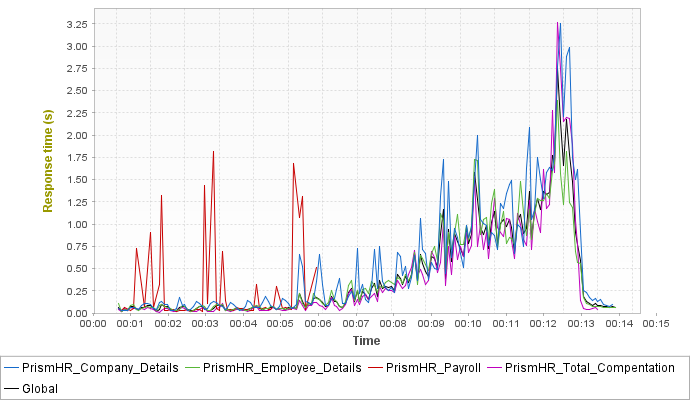 Response time (s)
3.25
3.00
2.75
2.50
2.25
2.00
1.75
1.50
1.25
1.00
0.75
0.50
0.25
0.00
00:00 00:01 00:02 00:03 00:04 00:05 00:06 00:07 00:08 00:09 00:10 00:11 00:12 00:13 00:14 00:15
Time
PrismHR_Company_Details PrismHR_Employee_Details PrismHR_Payroll PrismHR_Total_Compentation
Global